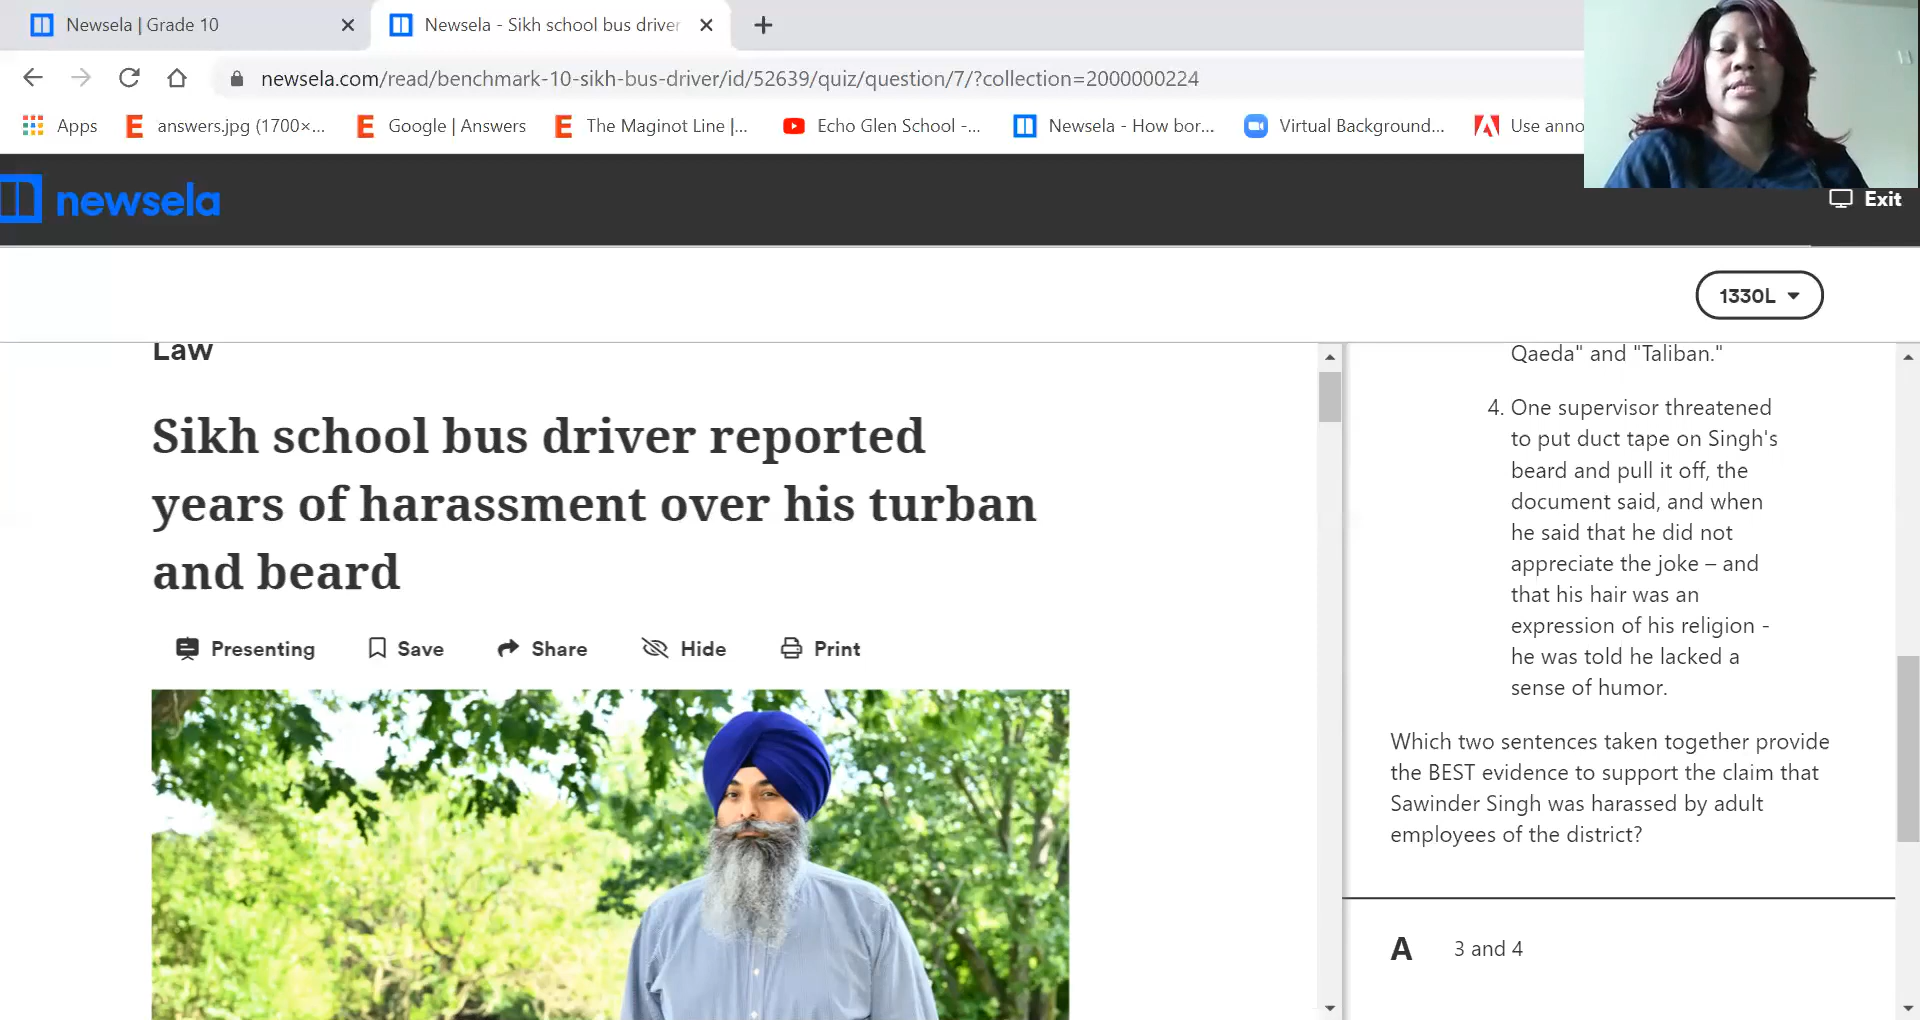 Newsela | Grade 10
Newsela - Sikh school bus driver
newsela.com/read/benchmark-10-sikh-bus-driver/id/52639/quiz/question/7/?collection=2000000224
Apps
answers.jpg (1700×...
Google | Answers
The Maginot Line |...
Echo Glen School -...
Newsela - How bor...
Virtual Background...
Use anno
newsela
Exit
1330L
Law
Sikh school bus driver reported
years of harassment over his turban
and beard
Presenting
Save
Share
Hide
Print
Qaeda" and "Taliban."
4. One supervisor threatened
to put duct tape on Singh's
beard and pull it off, the
document said, and when
he said that he did not
appreciate the joke – and
that his hair was an
expression of his religion -
he was told he lacked a
sense of humor.
Which two sentences taken together provide
the BEST evidence to support the claim that
Sawinder Singh was harassed by adult
employees of the district?
A 3 and 4